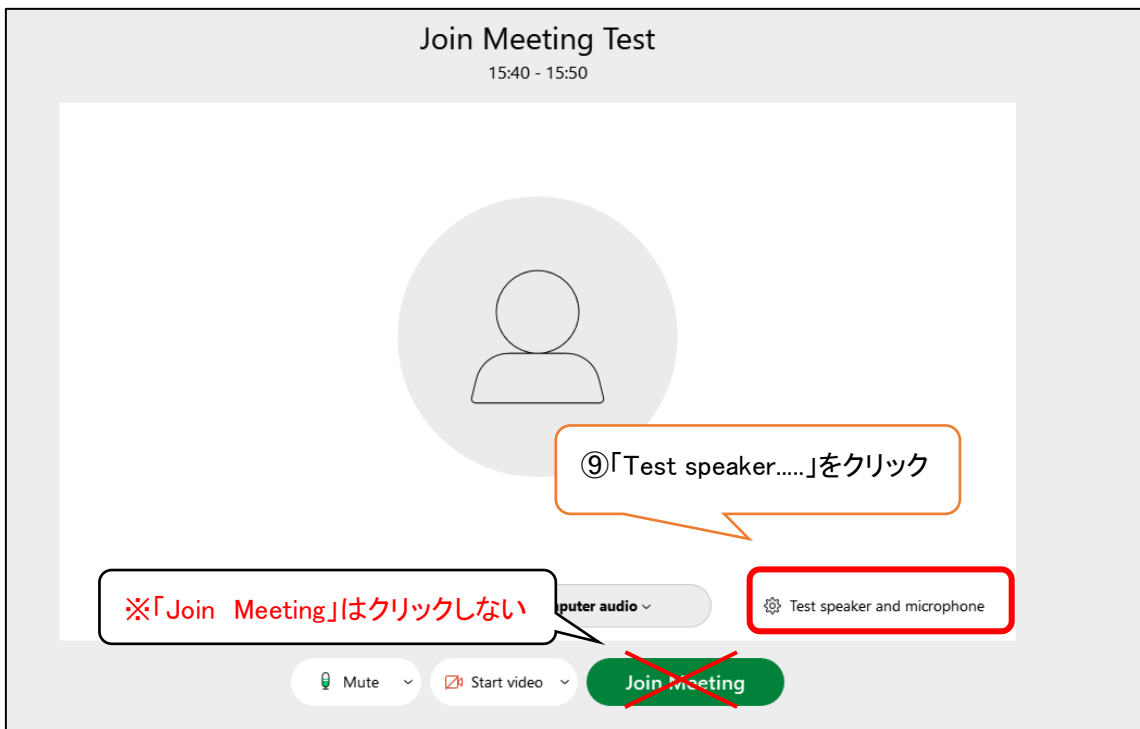 Join Meeting Test
15:40 - 15:50
⑨「Test speaker.....」をクリック
※「Join　Meeting」はクリックしない
puter audio
Test speaker and microphone
Mute
Start video
Join Meeting